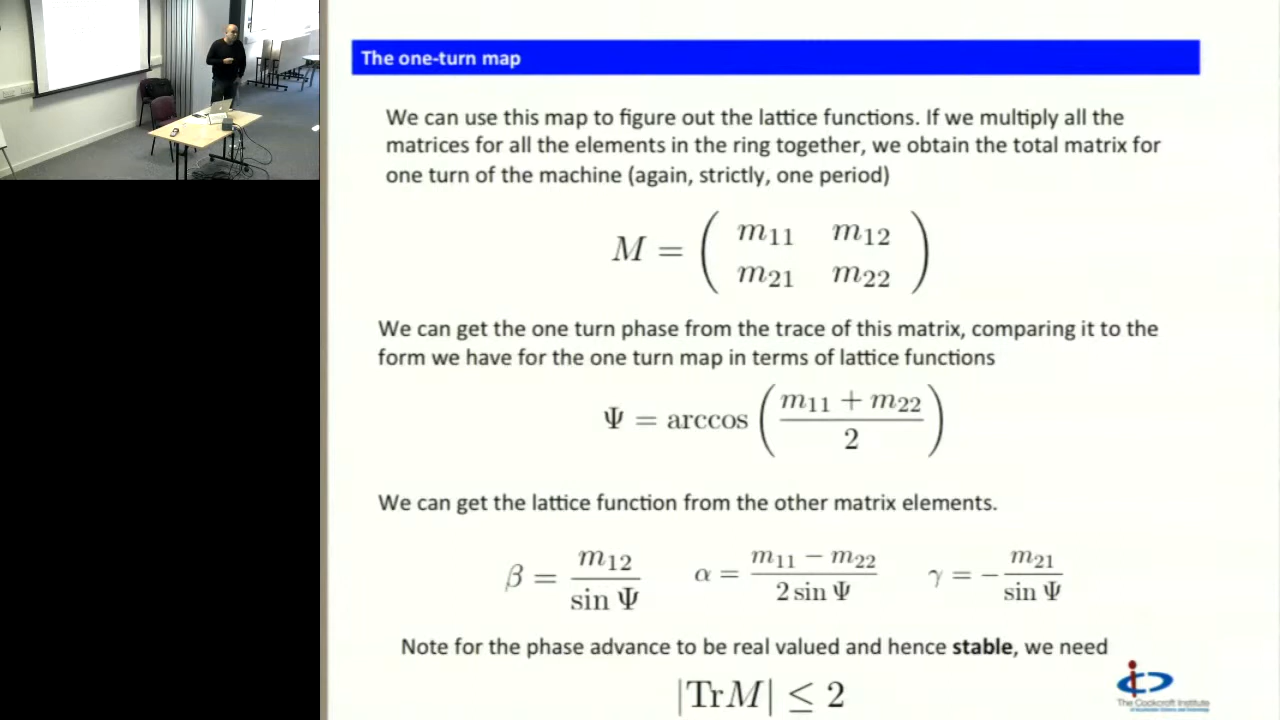 The one-turn map
We can use this map to figure out the lattice functions. If we multiply all the
matrices for all the elements in the ring together, we obtain the total matrix for
one turn of the machine (again, strictly, one period)
M = ( m₁₁ m₁₂
m₂₁ m₂₂ )
We can get the one turn phase from the trace of this matrix, comparing it to the
form we have for the one turn map in terms of lattice functions
Ψ = arccos ( (m₁₁ + m₂₂) / 2 )
We can get the lattice function from the other matrix elements.
β = m₁₂ / sin Ψ α = (m₁₁ − m₂₂) / 2 sin Ψ γ = − m₂₁ / sin Ψ
Note for the phase advance to be real valued and hence stable, we need
|TrM| ≤ 2
The Cockcroft Institute